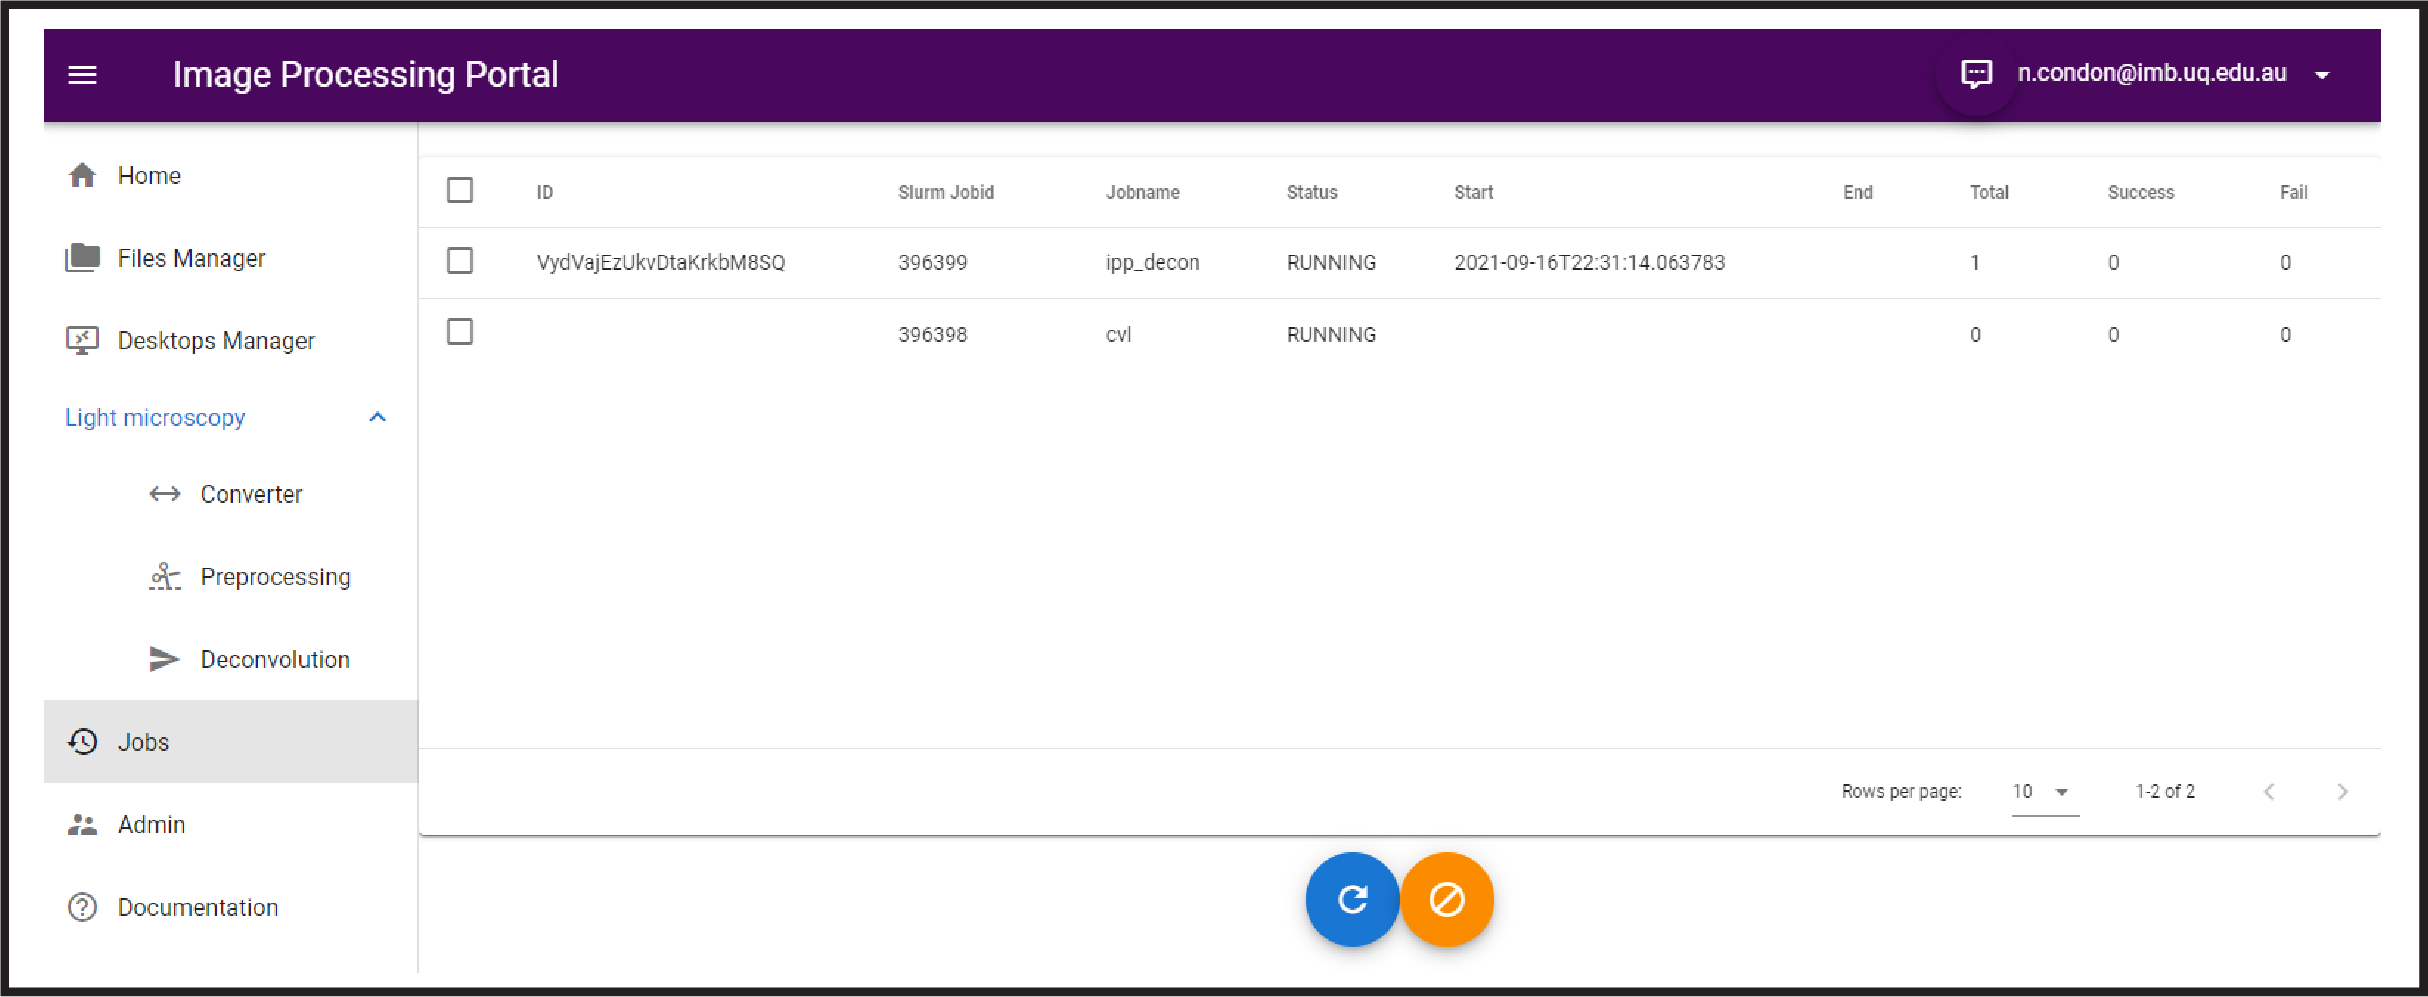 Image Processing Portal
n.condon@imb.uq.edu.au
Home
Files Manager
Desktops Manager
Light microscopy
Converter
Preprocessing
Deconvolution
Jobs
Admin
Documentation
ID Slurm Jobid Jobname Status Start End Total Success Fail
VydVajEzUkvDtaKrkbM8SQ 396399 ipp_decon RUNNING 2021-09-16T22:31:14.063783 1 0 0
396398 cvl RUNNING 0 0 0
Rows per page: 10 1-2 of 2